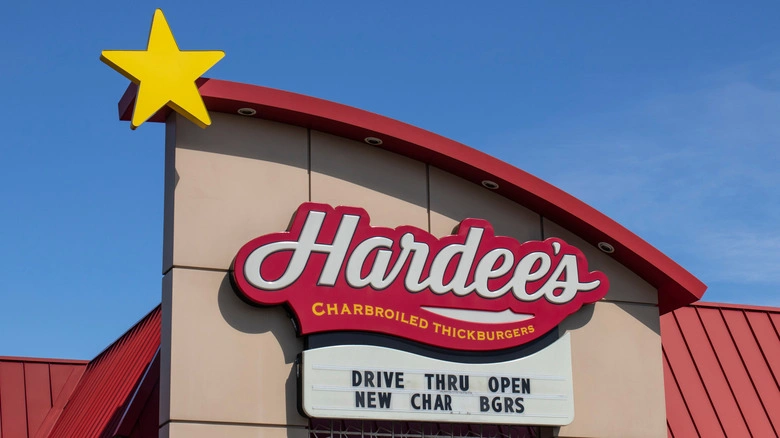 Hardee's
CHARBROILED THICKBURGERS
DRIVE THRU OPEN
NEW CHAR BGRS